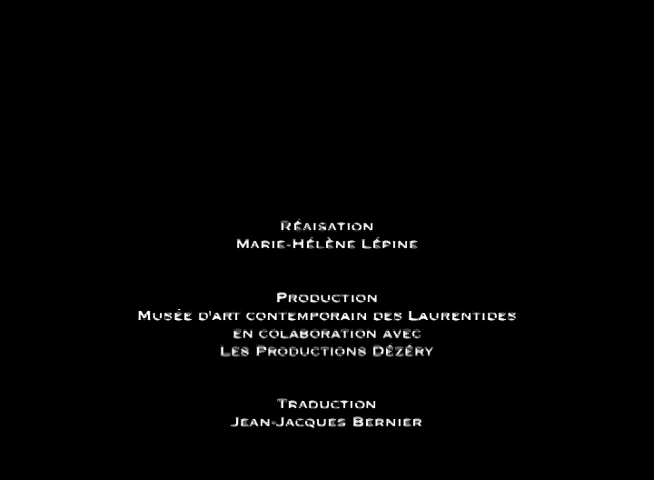 RÉAISATION
MARIE-HÉLÈNE LÉPINE
PRODUCTION
MUSÉE D'ART CONTEMPORAIN DES LAURENTIDES
EN COLABORATION AVEC
LES PRODUCTIONS DÉZÉRY
TRADUCTION
JEAN-JACQUES BERNIER